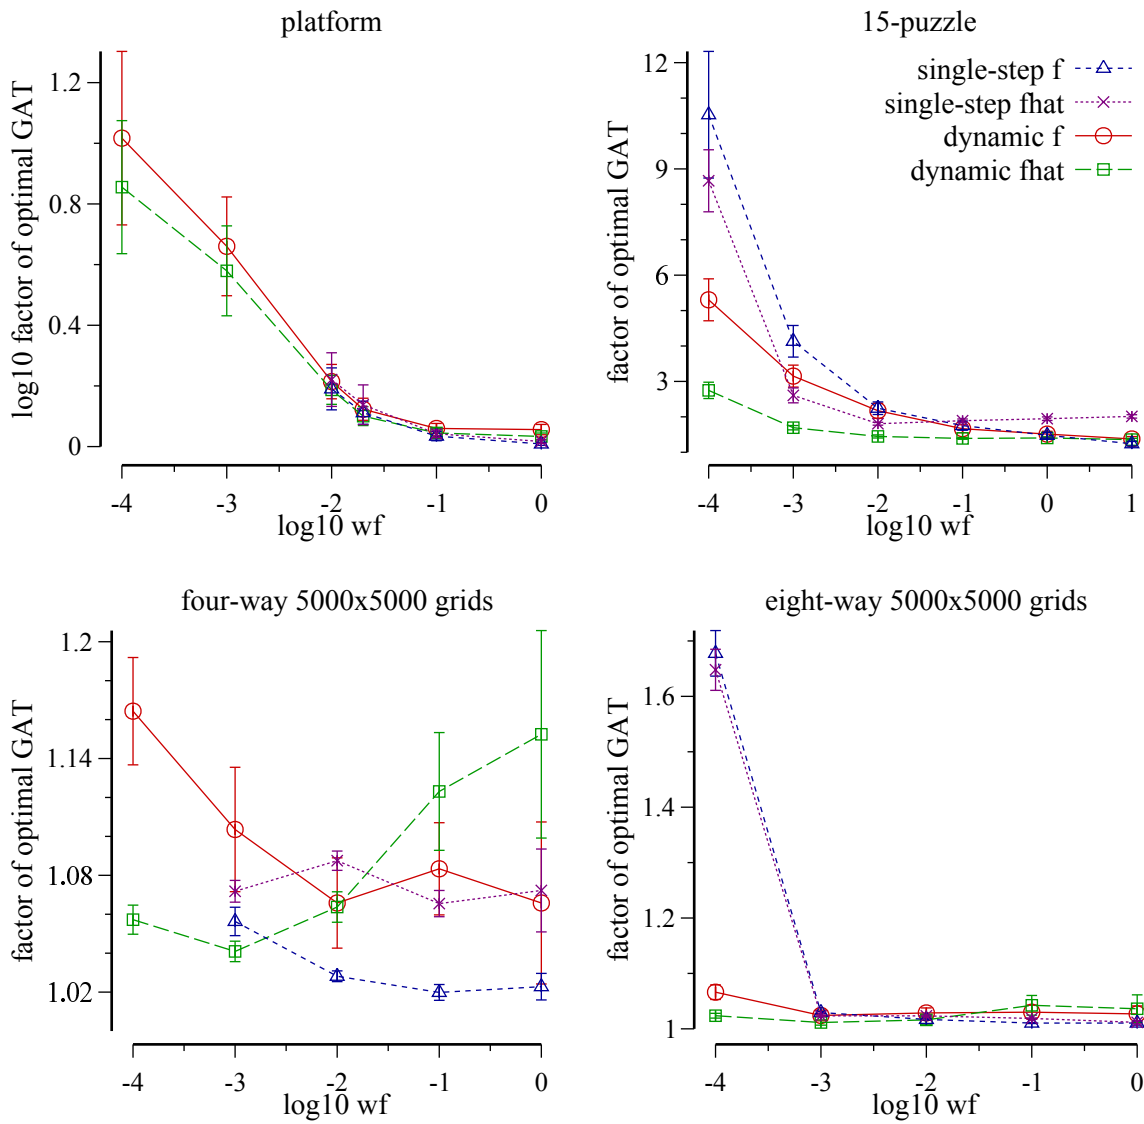 platform
log10 factor of optimal GAT
1.2
0.8
0.4
0
-4 -3 -2 -1 0
log10 wf
15-puzzle
factor of optimal GAT
12
9
6
3
single-step f
single-step fhat
dynamic f
dynamic fhat
-4 -3 -2 -1 0 1
log10 wf
four-way 5000x5000 grids
factor of optimal GAT
1.2
1.14
1.08
1.02
-4 -3 -2 -1 0
log10 wf
eight-way 5000x5000 grids
factor of optimal GAT
1.6
1.4
1.2
1
-4 -3 -2 -1 0
log10 wf